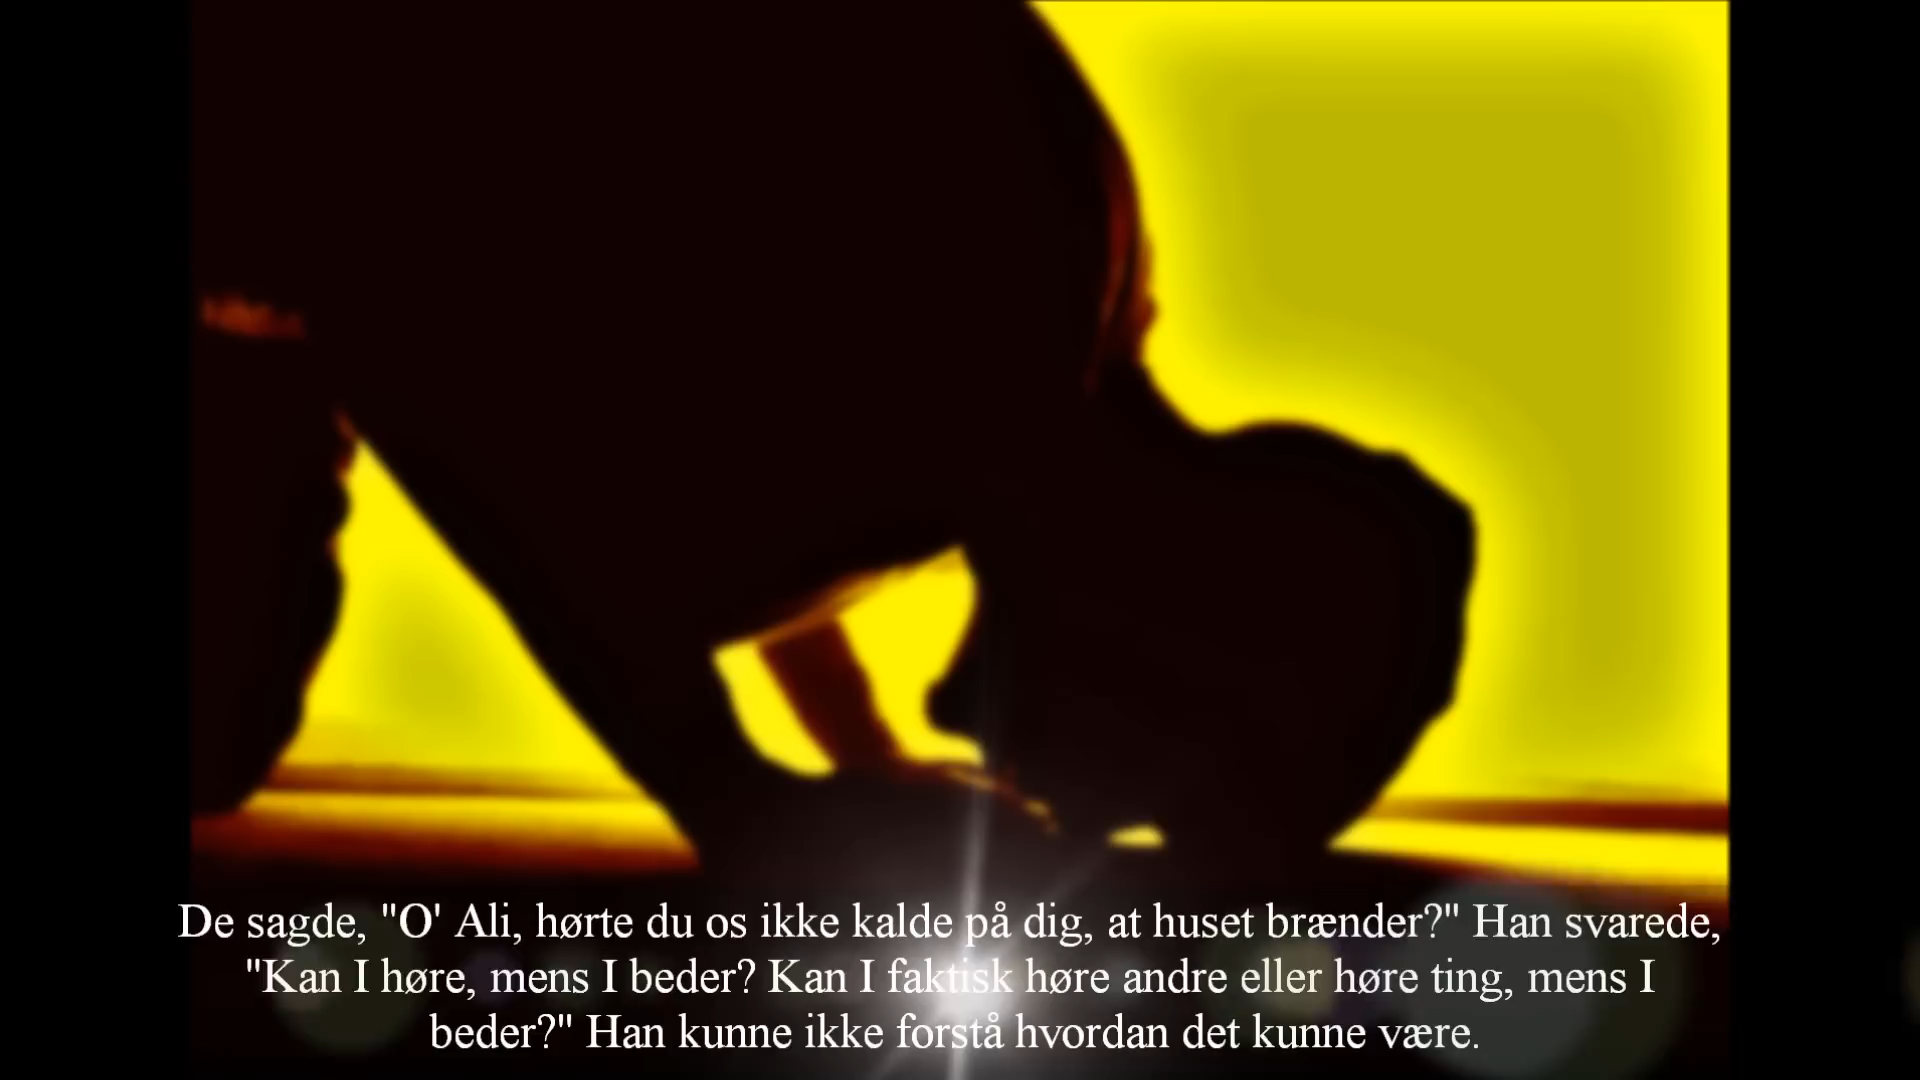 De sagde, "O' Ali, hørte du os ikke kalde på dig, at huset brænder?" Han svarede,
"Kan I høre, mens I beder? Kan I faktisk høre andre eller høre ting, mens I
beder?" Han kunne ikke forstå hvordan det kunne være.